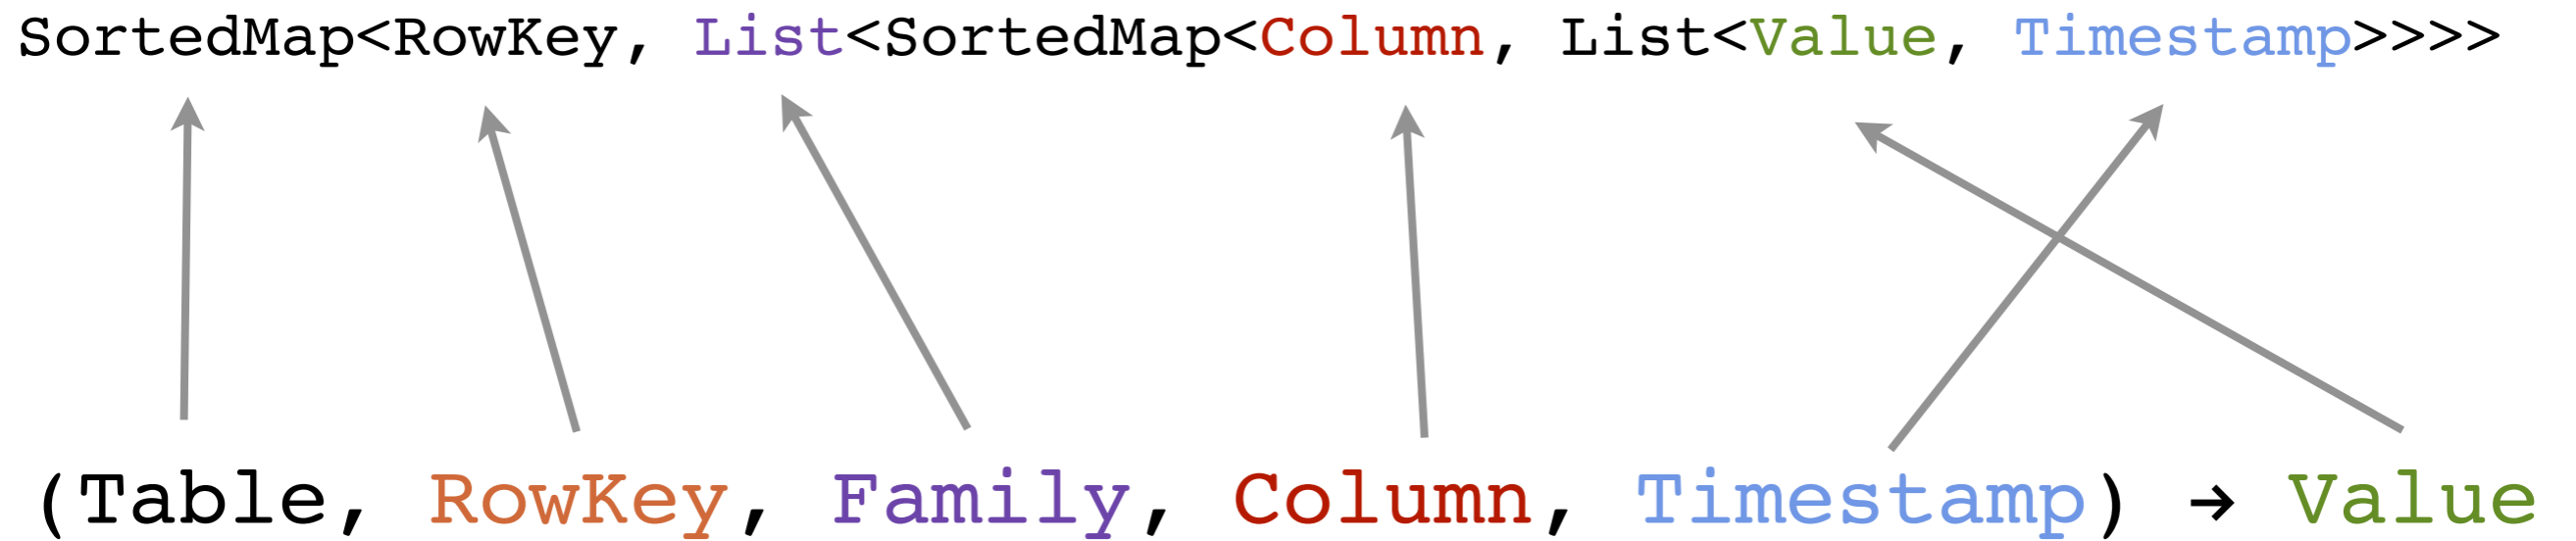 SortedMap<RowKey, List<SortedMap<Column, List<Value, Timestamp>>>>
(Table, RowKey, Family, Column, Timestamp) → Value